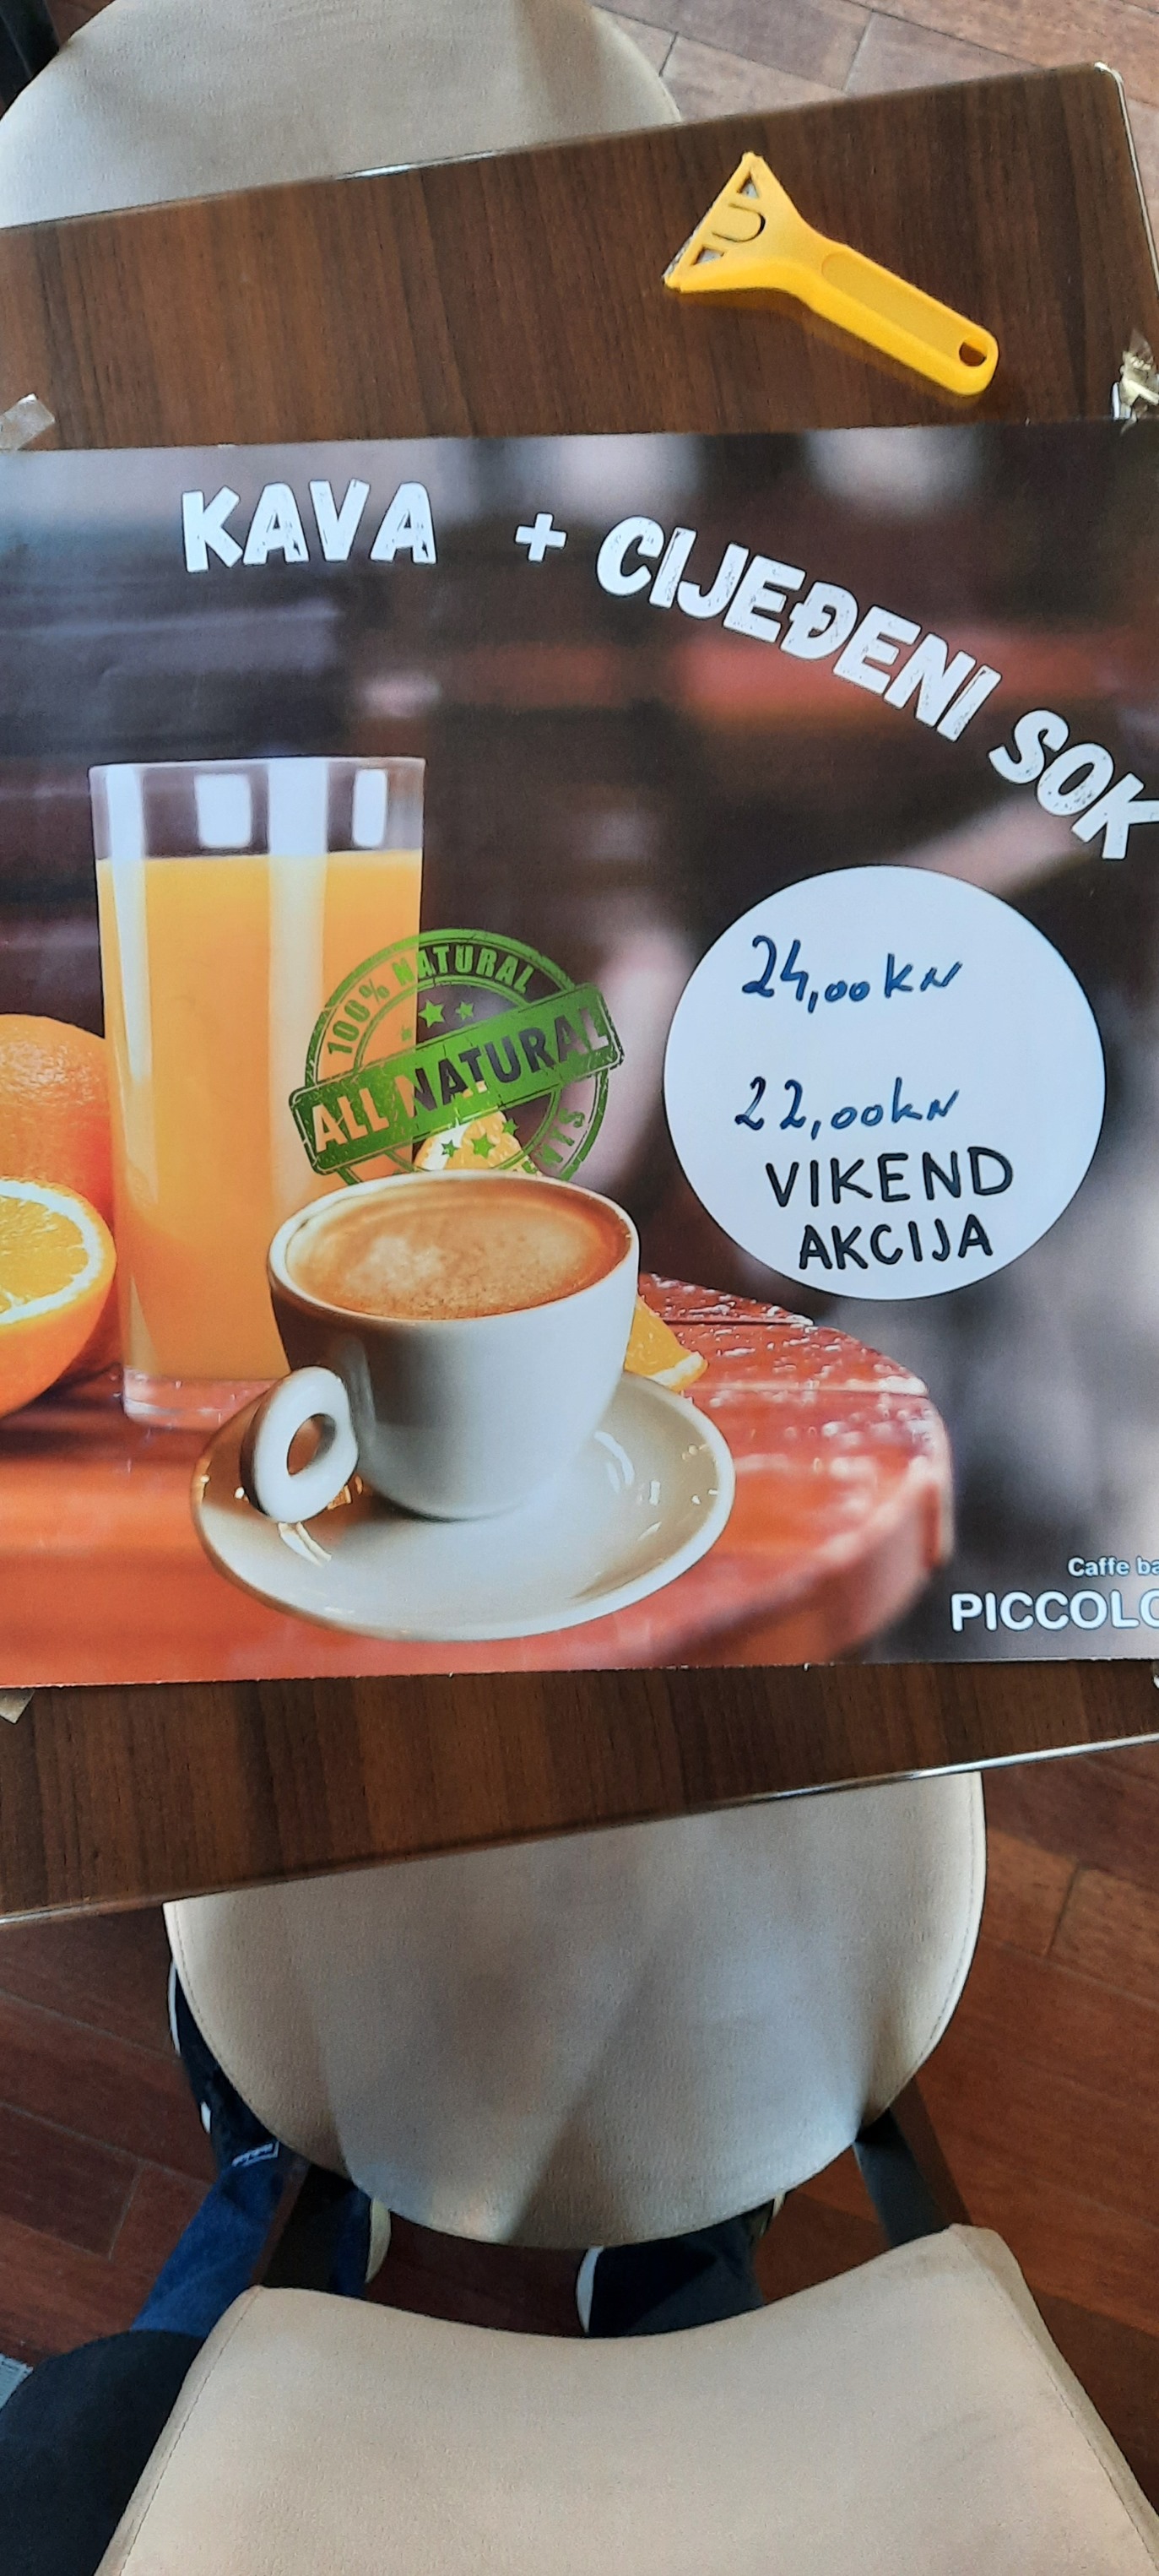 KAVA + CIJEĐENI SOK
100% NATURAL
ALL NATURAL
24,00 KN
22,00 KN
VIKEND
AKCIJA
Caffe ba
PICCOLO